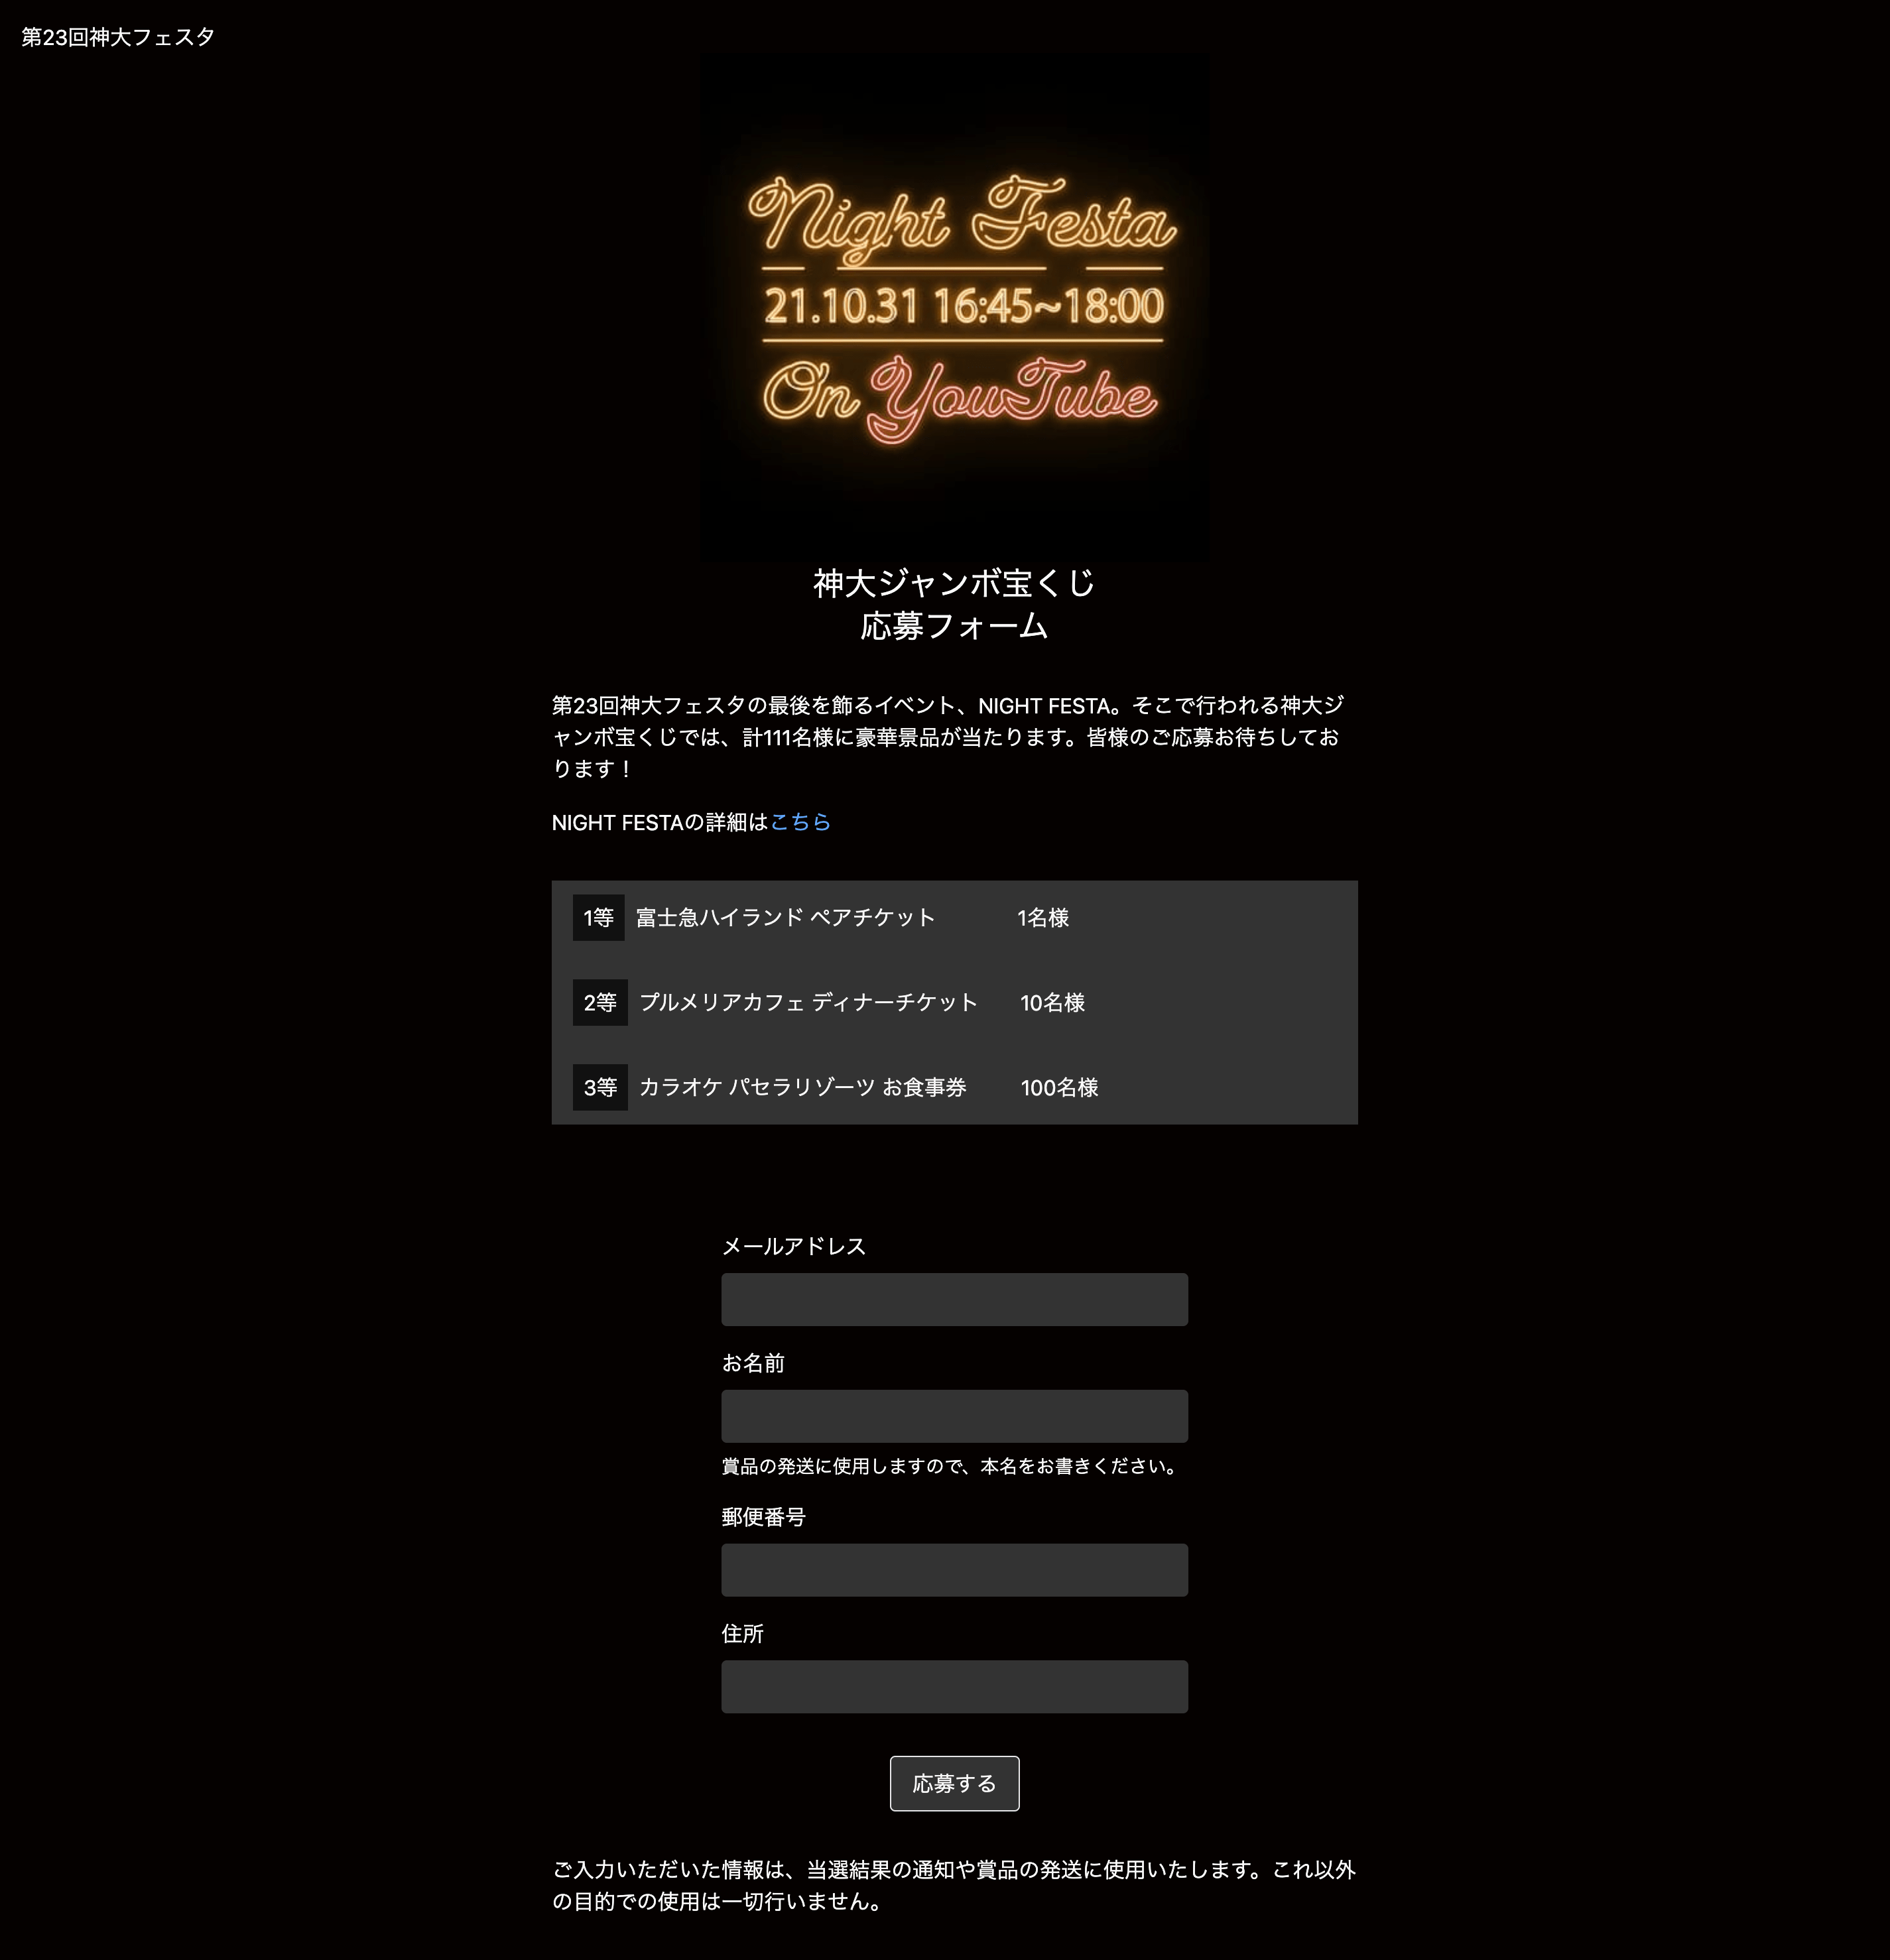 第23回神大フェスタ
Night Festa
21.10.31 16:45~18:00
On YouTube
神大ジャンボ宝くじ
応募フォーム
第23回神大フェスタの最後を飾るイベント、NIGHT FESTA。そこで行われる神大ジ
ャンボ宝くじでは、計111名様に豪華景品が当たります。皆様のご応募お待ちしてお
ります！
NIGHT FESTAの詳細はこちら
1等 富士急ハイランド ペアチケット 1名様
2等 プルメリアカフェ ディナーチケット 10名様
3等 カラオケ パセラリゾーツ お食事券 100名様
メールアドレス
お名前
賞品の発送に使用しますので、本名をお書きください。
郵便番号
住所
応募する
ご入力いただいた情報は、当選結果の通知や賞品の発送に使用いたします。これ以外
の目的での使用は一切行いません。